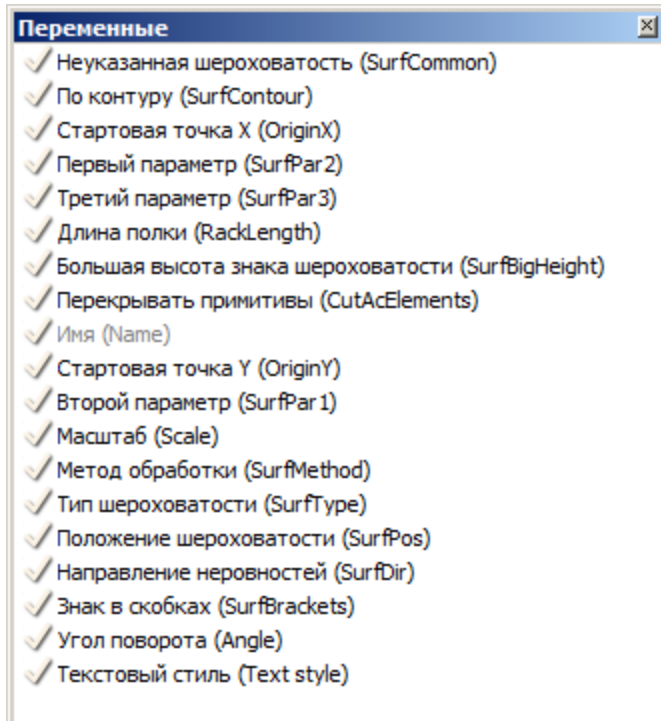 Переменные
Неуказанная шероховатость (SurfCommon)
По контуру (SurfContour)
Стартовая точка X (OriginX)
Первый параметр (SurfPar2)
Третий параметр (SurfPar3)
Длина полки (RackLength)
Большая высота знака шероховатости (SurfBigHeight)
Перекрывать примитивы (CutAcElements)
Имя (Name)
Стартовая точка Y (OriginY)
Второй параметр (SurfPar1)
Масштаб (Scale)
Метод обработки (SurfMethod)
Тип шероховатости (SurfType)
Положение шероховатости (SurfPos)
Направление неровностей (SurfDir)
Знак в скобках (SurfBrackets)
Угол поворота (Angle)
Текстовый стиль (Text style)